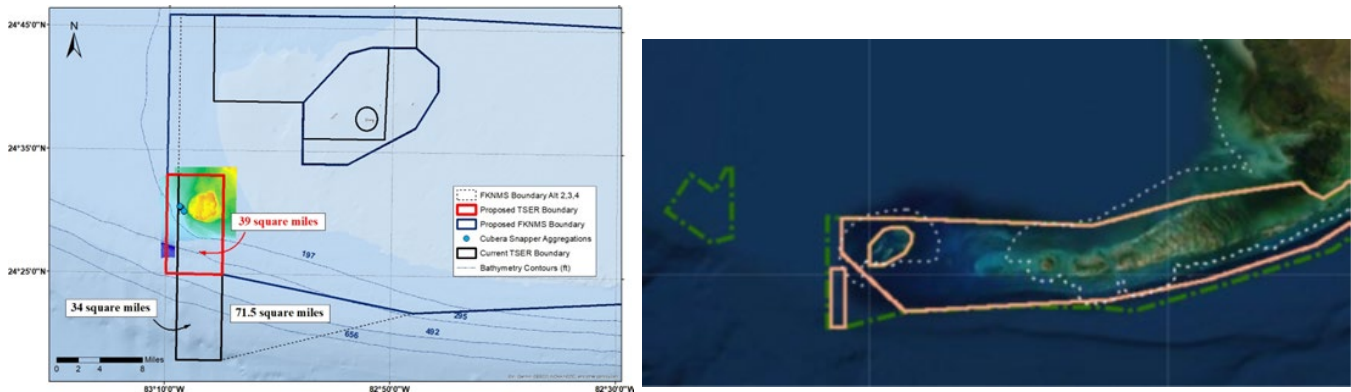 24°45'0"N
N
24°35'0"N
FKNMS Boundary Alt 2,3,4
Proposed TSER Boundary
Proposed FKNMS Boundary
Cubera Snapper Aggregations
Current TSER Boundary
Bathymetry Contours (ft)
39 square miles
197
24°25'0"N
34 square miles
71.5 square miles
295
492
656
0 2 4 8
Miles
83°10'0"W
82°50'0"W
82°30'0"W